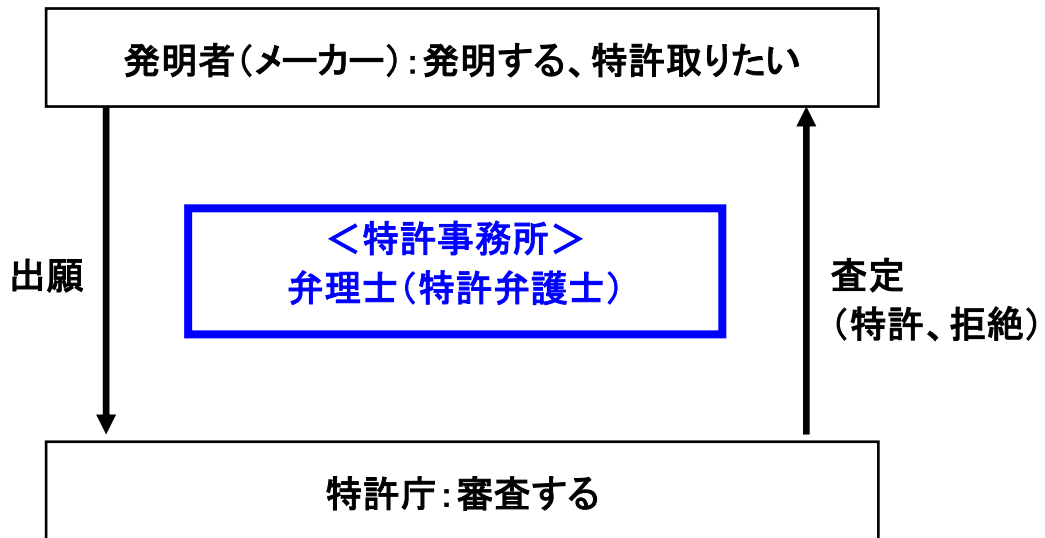 発明者（メーカー）：発明する、特許取りたい
＜特許事務所＞
弁理士（特許弁護士）
出願
査定
（特許、拒絶）
特許庁：審査する